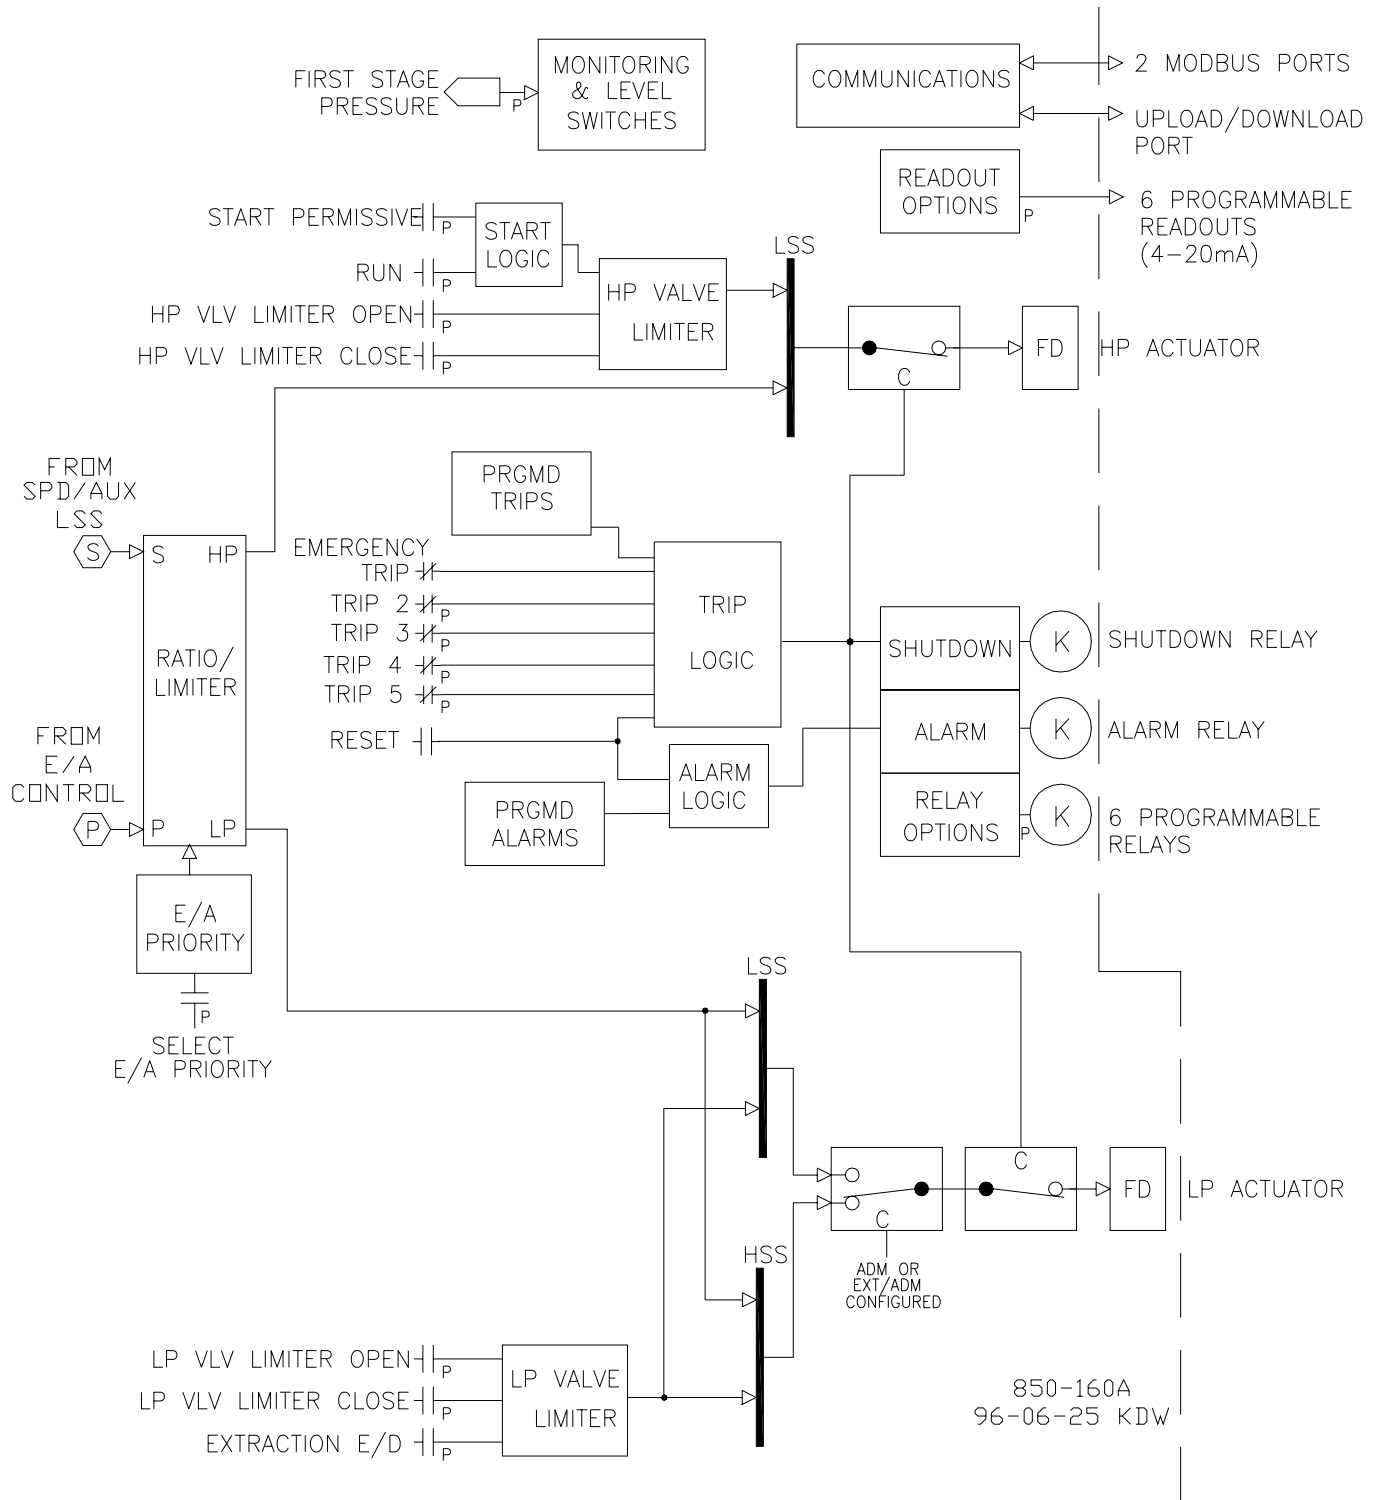 FIRST STAGE
PRESSURE
P
MONITORING
& LEVEL
SWITCHES
COMMUNICATIONS
2 MODBUS PORTS
UPLOAD/DOWNLOAD
PORT
READOUT
OPTIONS
P
6 PROGRAMMABLE
READOUTS
(4-20mA)
START PERMISSIVE
P
RUN
P
START
LOGIC
HP VLV LIMITER OPEN
P
HP VLV LIMITER CLOSE
P
HP VALVE
LIMITER
LSS
C
FD
HP ACTUATOR
FROM
SPD/AUX
LSS
S
S
HP
RATIO/
LIMITER
FROM
E/A
CONTROL
P
P
LP
E/A
PRIORITY
P
SELECT
E/A PRIORITY
PRGMD
TRIPS
EMERGENCY
TRIP
TRIP 2
P
TRIP 3
P
TRIP 4
P
TRIP 5
P
RESET
TRIP
LOGIC
PRGMD
ALARMS
ALARM
LOGIC
SHUTDOWN
K
SHUTDOWN RELAY
ALARM
K
ALARM RELAY
RELAY
OPTIONS
P
K
6 PROGRAMMABLE
RELAYS
LSS
HSS
C
ADM OR
EXT/ADM
CONFIGURED
C
FD
LP ACTUATOR
LP VLV LIMITER OPEN
P
LP VLV LIMITER CLOSE
P
EXTRACTION E/D
P
LP VALVE
LIMITER
850-160A
96-06-25 KDW